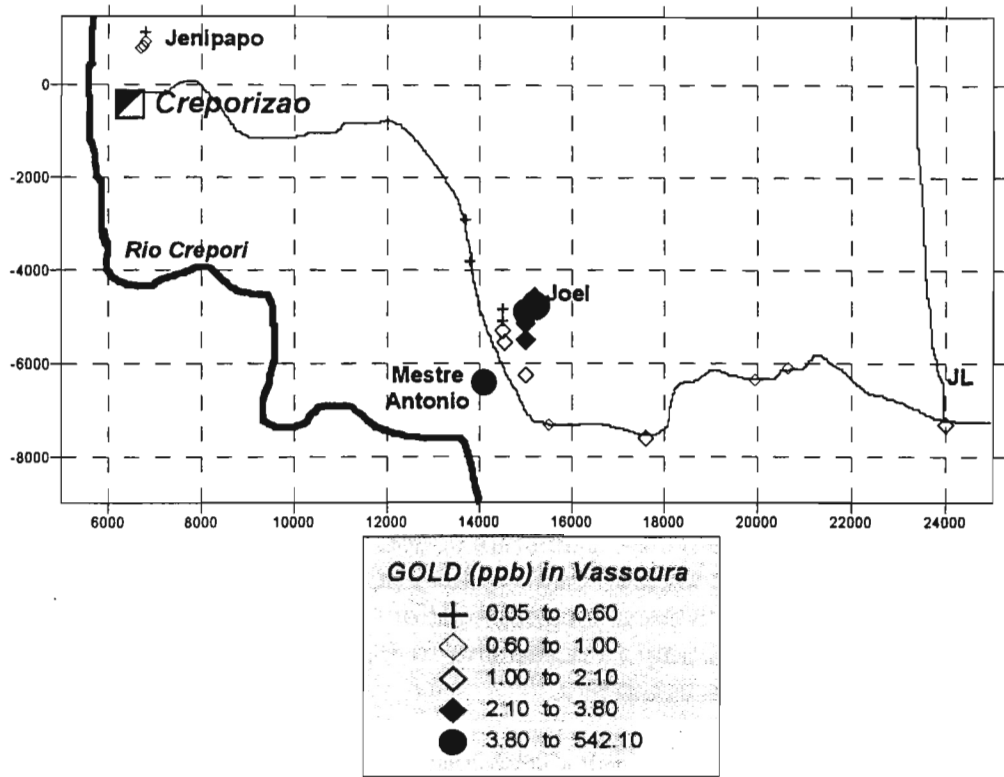 Jenipapo
0
Creporizao
-2000
Rio Crepori
-4000
Joel
-6000
Mestre
Antonio
JL
-8000
6000 8000 10000 12000 14000 16000 18000 20000 22000 24000
GOLD (ppb) in Vassoura
0.05 to 0.60
0.60 to 1.00
1.00 to 2.10
2.10 to 3.80
3.80 to 542.10